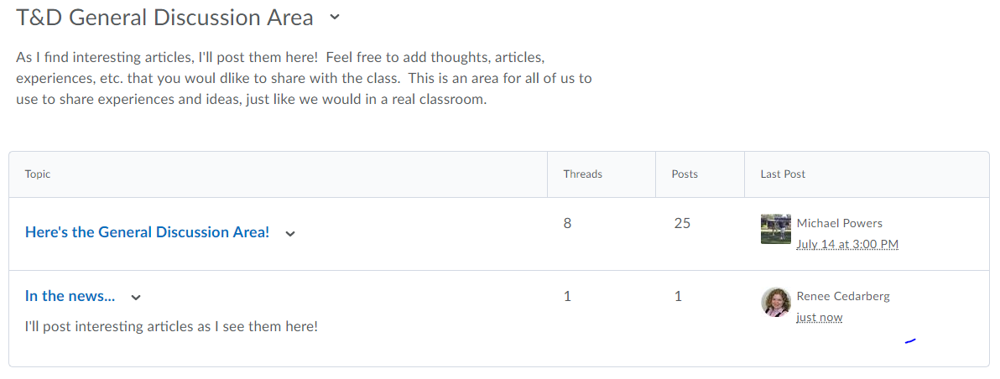 T&D General Discussion Area
As I find interesting articles, I'll post them here!  Feel free to add thoughts, articles,
experiences, etc. that you woul dlike to share with the class.  This is an area for all of us to
use to share experiences and ideas, just like we would in a real classroom.
Topic Threads Posts Last Post
Here's the General Discussion Area! 8 25 Michael Powers
July 14 at 3:00 PM
In the news... 1 1 Renee Cedarberg
just now
I'll post interesting articles as I see them here!